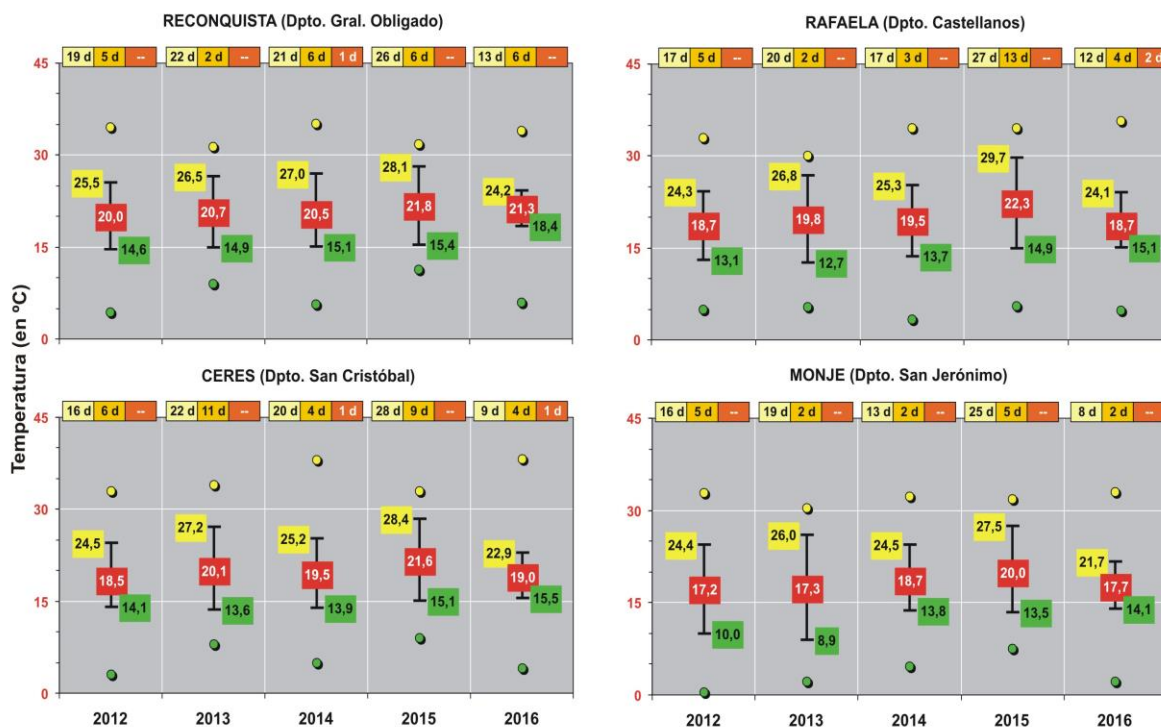 RECONQUISTA (Dpto. Gral. Obligado)
19 d 5 d -- 22 d 2 d -- 21 d 6 d 1 d 26 d 6 d -- 13 d 6 d --
45
30
15
0
25,5 20,0 14,6
26,5 20,7 14,9
27,0 20,5 15,1
28,1 21,8 15,4
24,2 21,3 18,4
RAFAELA (Dpto. Castellanos)
17 d 5 d -- 20 d 2 d -- 17 d 3 d -- 27 d 13 d -- 12 d 4 d 2 d
45
30
15
0
24,3 18,7 13,1
26,8 19,8 12,7
25,3 19,5 13,7
29,7 22,3 14,9
24,1 18,7 15,1
Temperatura (en ºC)
CERES (Dpto. San Cristóbal)
16 d 6 d -- 22 d 11 d -- 20 d 4 d 1 d 28 d 9 d -- 9 d 4 d 1 d
45
30
15
0
24,5 18,5 14,1
27,2 20,1 13,6
25,2 19,5 13,9
28,4 21,6 15,1
22,9 19,0 15,5
2012 2013 2014 2015 2016
MONJE (Dpto. San Jerónimo)
16 d 5 d -- 19 d 2 d -- 13 d 2 d -- 25 d 5 d -- 8 d 2 d --
45
30
15
0
24,4 17,2 10,0
26,0 17,3 8,9
24,5 18,7 13,8
27,5 20,0 13,5
21,7 17,7 14,1
2012 2013 2014 2015 2016